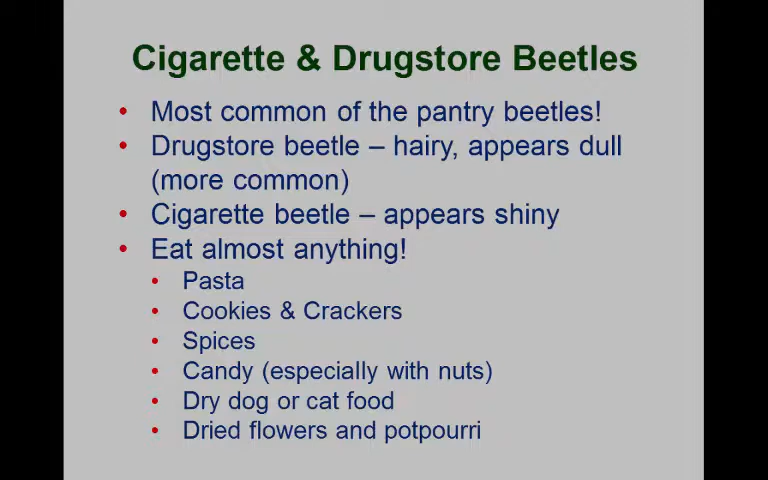 Cigarette & Drugstore Beetles
• Most common of the pantry beetles!
• Drugstore beetle – hairy, appears dull
(more common)
• Cigarette beetle – appears shiny
• Eat almost anything!
• Pasta
• Cookies & Crackers
• Spices
• Candy (especially with nuts)
• Dry dog or cat food
• Dried flowers and potpourri